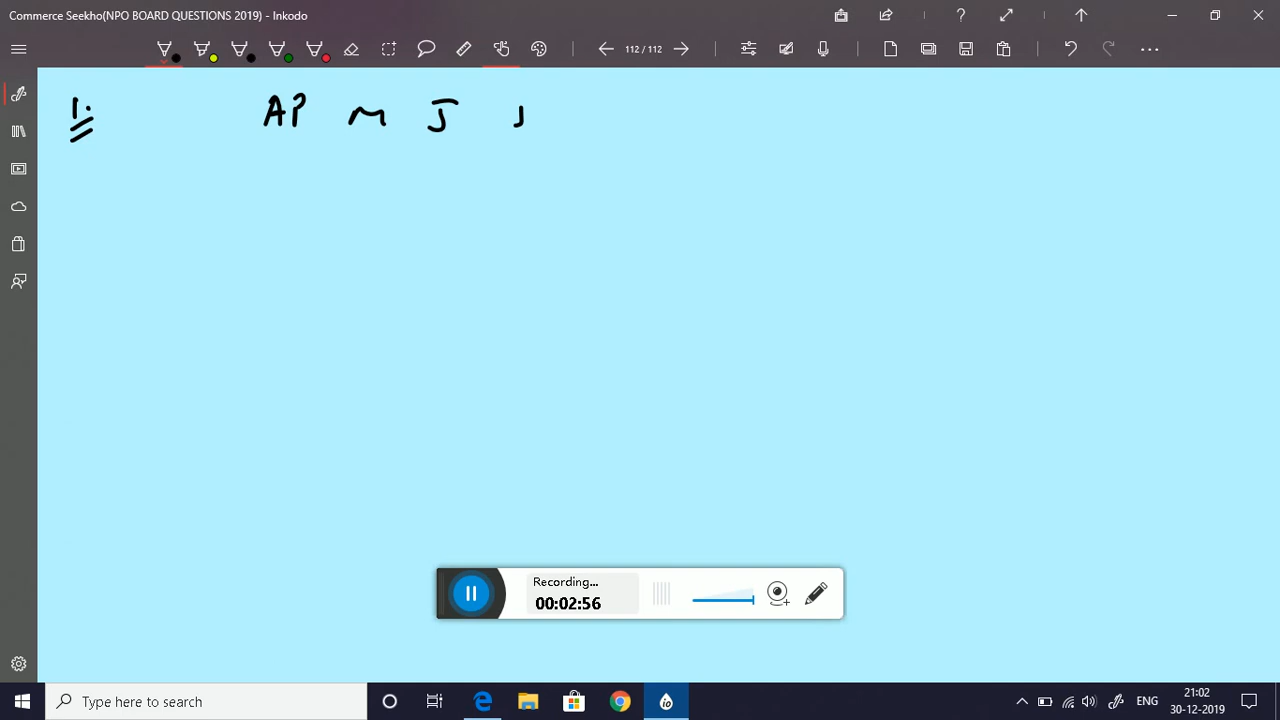 Commerce Seekho(NPO BOARD QUESTIONS 2019) - Inkodo
112 / 112
1. AP M J J
Recording...
00:02:56
Type here to search
ENG
21:02
30-12-2019